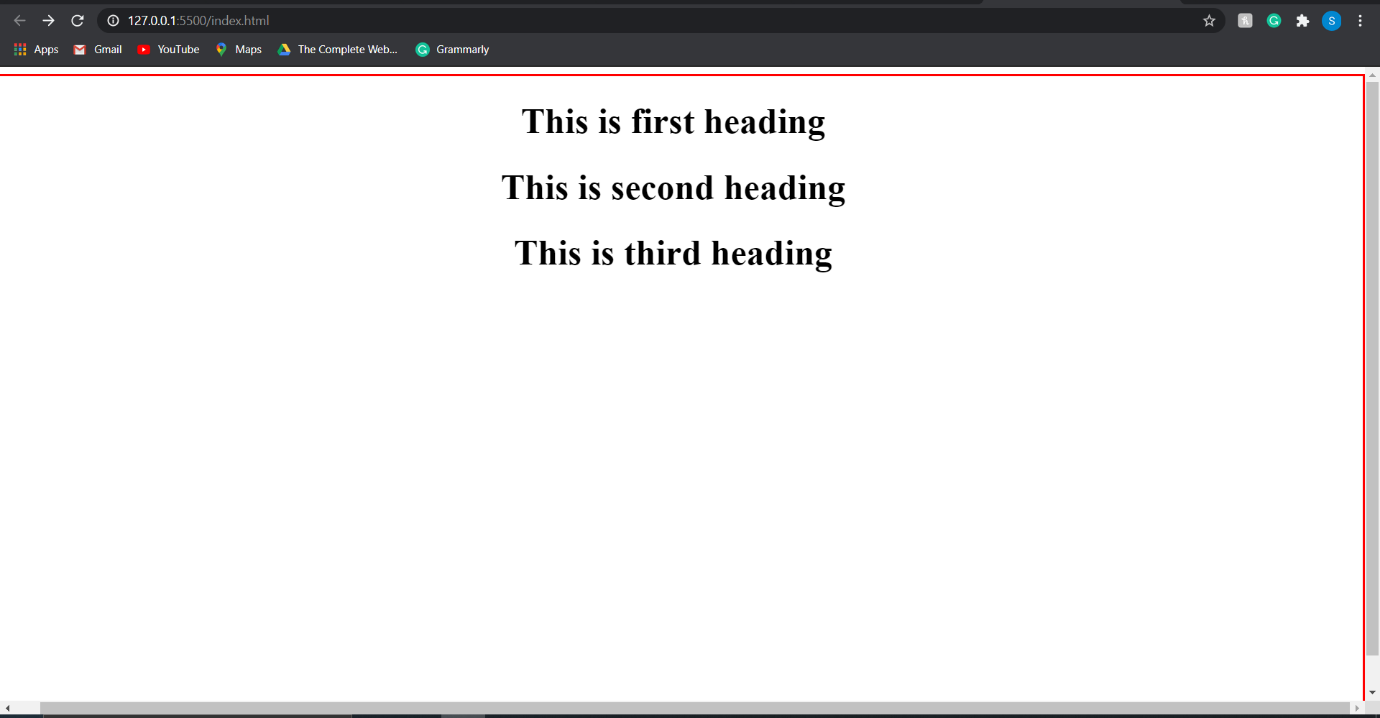 127.0.0.1:5500/index.html
S
Apps Gmail YouTube Maps The Complete Web... Grammarly
This is first heading
This is second heading
This is third heading